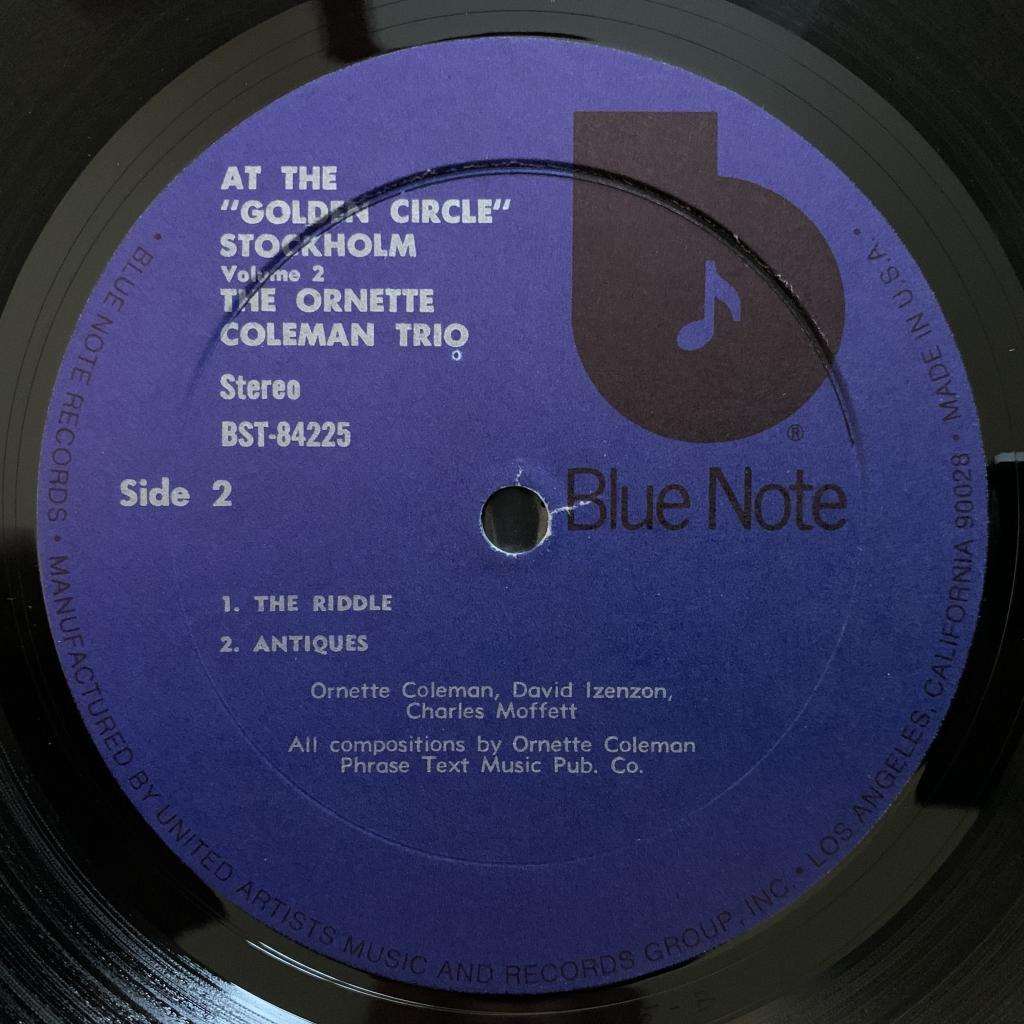 AT THE
"GOLDEN CIRCLE"
STOCKHOLM
Volume 2
THE ORNETTE
COLEMAN TRIO
Stereo
BST-84225
Side 2
®
Blue Note
1. THE RIDDLE
2. ANTIQUES
Ornette Coleman, David Izenzon,
Charles Moffett
All compositions by Ornette Coleman
Phrase Text Music Pub. Co.
• BLUE NOTE RECORDS • MANUFACTURED BY UNITED ARTISTS MUSIC AND RECORDS GROUP, INC. • LOS ANGELES, CALIFORNIA 90028 • MADE IN U.S.A. •